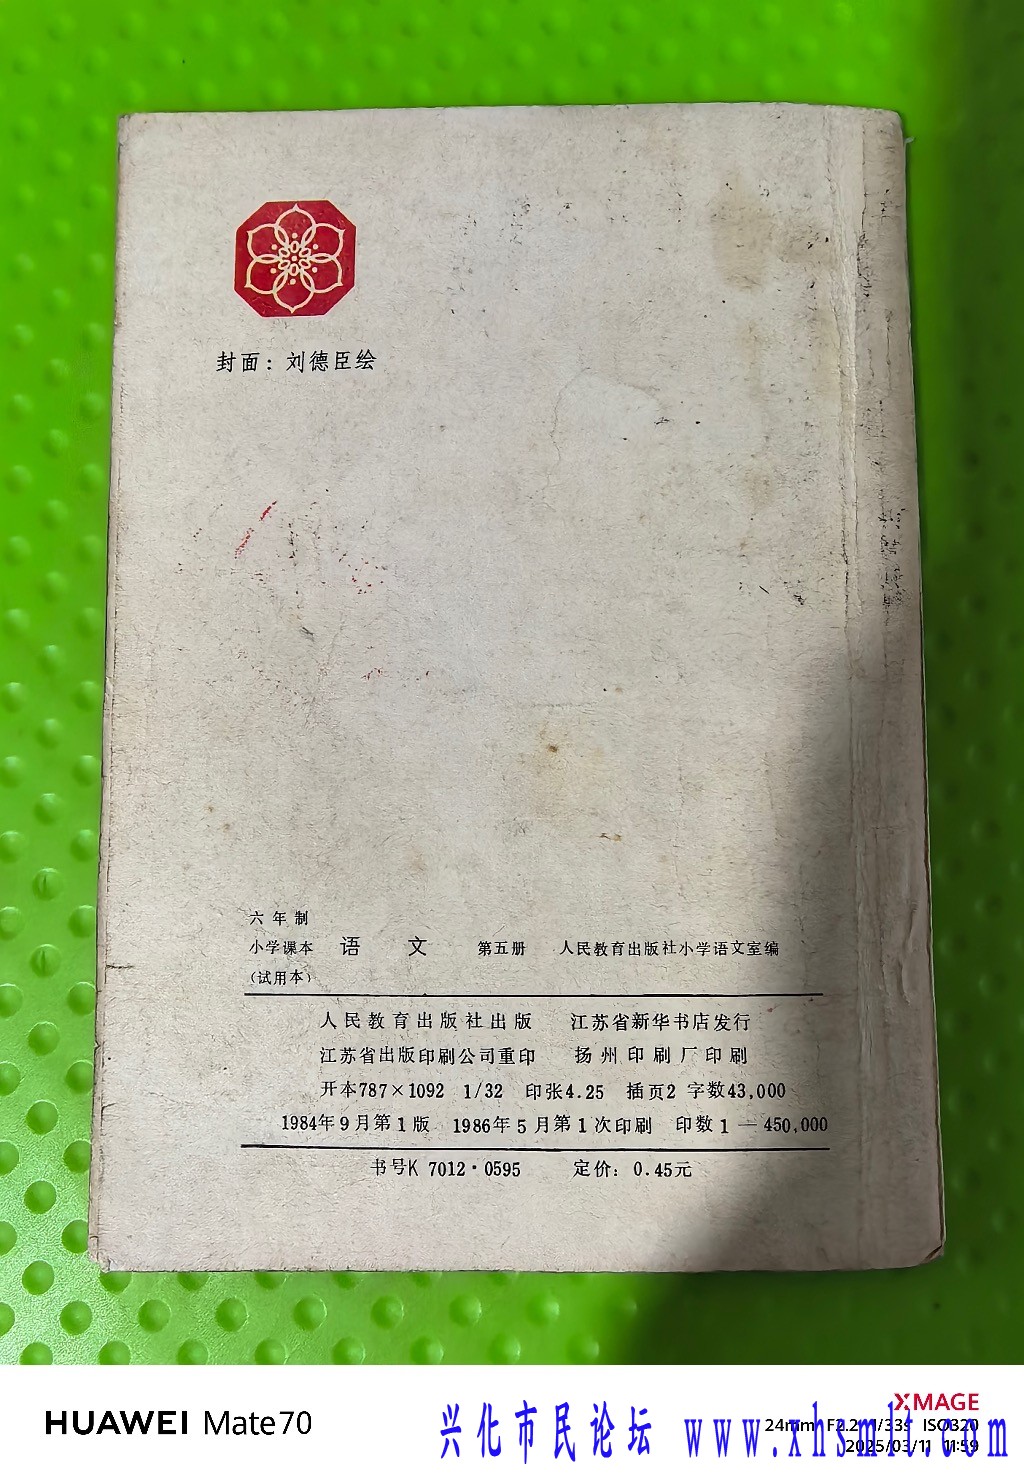 封面：刘德臣绘
六年制
小学课本 语 文 第五册 人民教育出版社小学语文室编
（试用本）
人民教育出版社出版 江苏省新华书店发行
江苏省出版印刷公司重印 扬州印刷厂印刷
开本787×1092 1/32 印张4.25 插页2 字数43,000
1984年9月第1版 1986年5月第1次印刷 印数1—450,000
书号K 7012·0595 定价：0.45元
XMAGE
HUAWEI Mate70
24mm F2.2 1/33s ISO320
2025/03/11 11:59
兴化市民论坛 www.xhsmlt.com